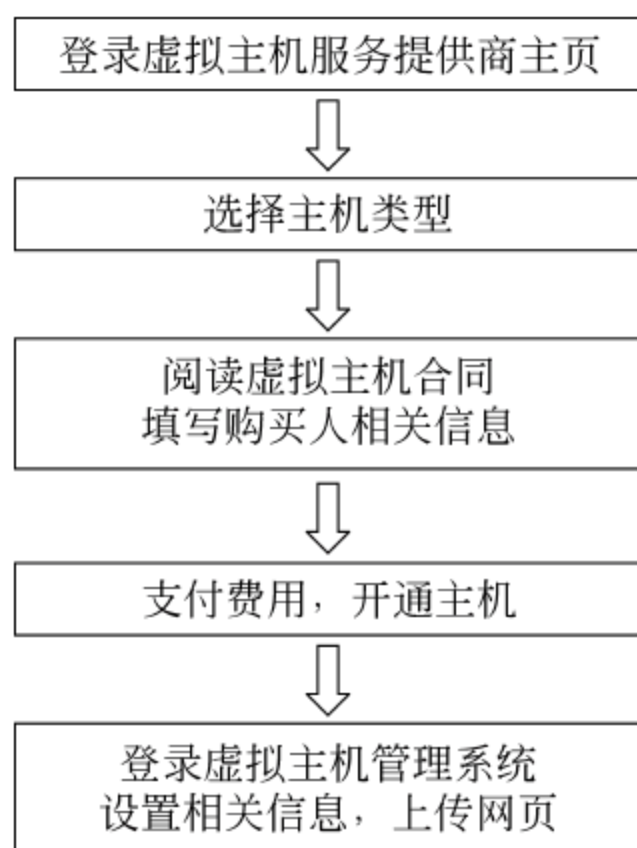 登录虚拟主机服务提供商主页
选择主机类型
阅读虚拟主机合同
填写购买人相关信息
支付费用，开通主机
登录虚拟主机管理系统
设置相关信息，上传网页